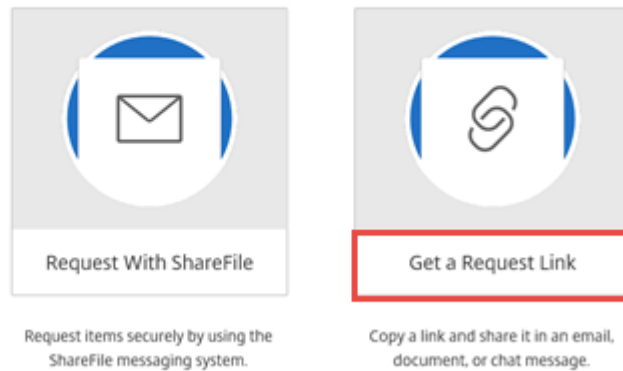 Request With ShareFile
Request items securely by using the
ShareFile messaging system.
Get a Request Link
Copy a link and share it in an email,
document, or chat message.